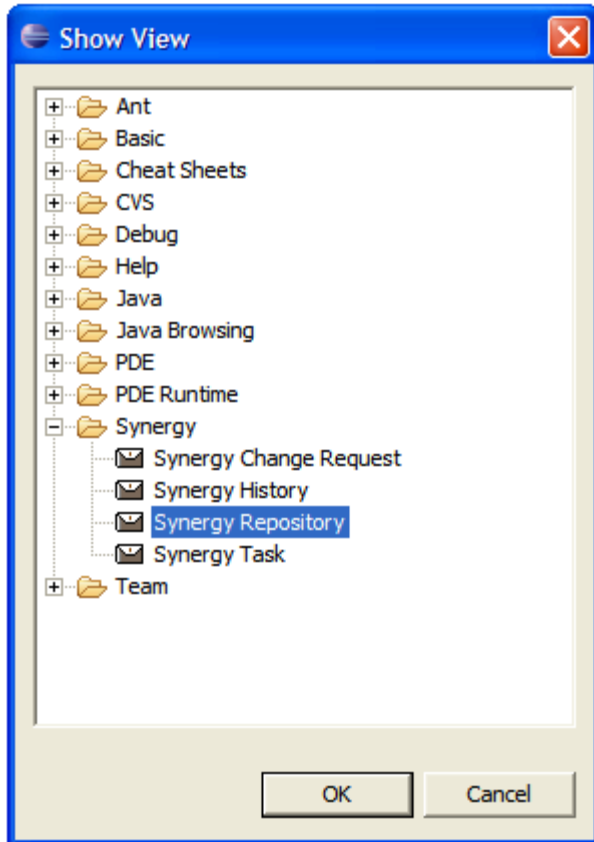 Show View
Ant
Basic
Cheat Sheets
CVS
Debug
Help
Java
Java Browsing
PDE
PDE Runtime
Synergy
Synergy Change Request
Synergy History
Synergy Repository
Synergy Task
Team
OK Cancel